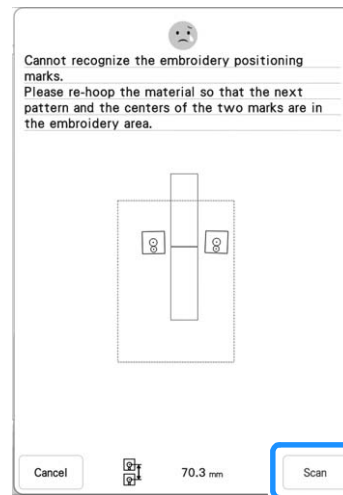 Cannot recognize the embroidery positioning
marks.
Please re-hoop the material so that the next
pattern and the centers of the two marks are in
the embroidery area.
Cancel
70.3 mm
Scan